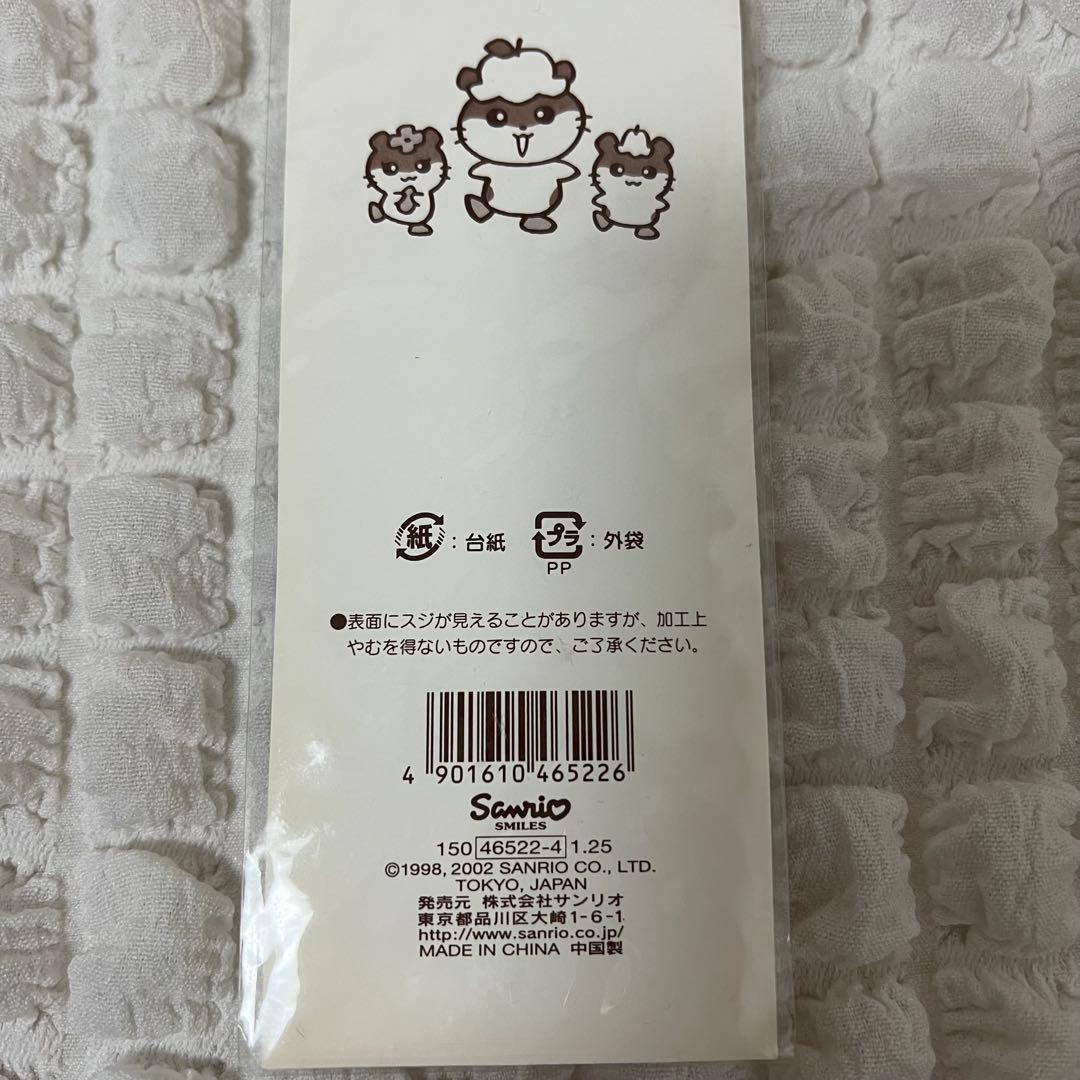 紙 : 台紙 プラ : 外袋
PP
●表面にスジが見えることがありますが、加工上
やむを得ないものですので、ご了承ください。
4 901610 465226
Sanrio
SMILES
150 46522-4 1.25
©1998, 2002 SANRIO CO., LTD.
TOKYO, JAPAN
発売元 株式会社サンリオ
東京都品川区大崎1-6-1
http://www.sanrio.co.jp/
MADE IN CHINA 中国製